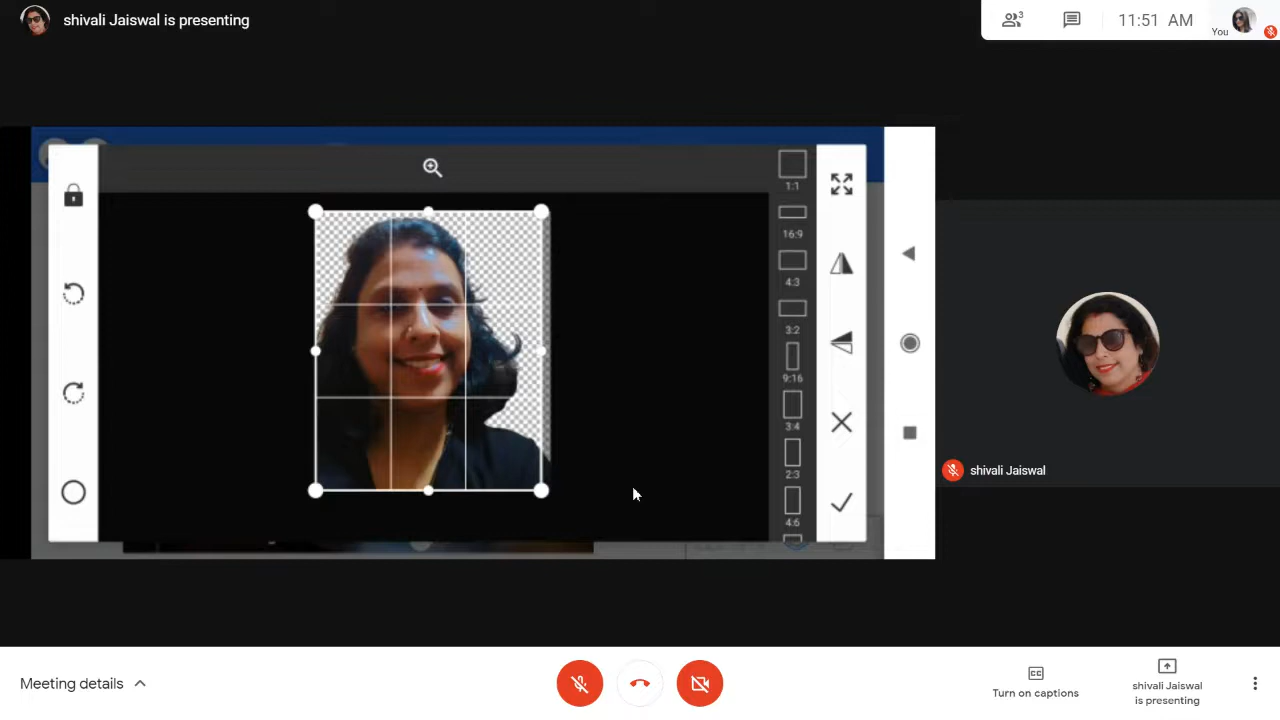 shivali Jaiswal is presenting
3
11:51 AM
You
1:1
16:9
4:3
3:2
9:16
3:4
2:3
4:6
shivali Jaiswal
Meeting details
Turn on captions
shivali Jaiswal
is presenting